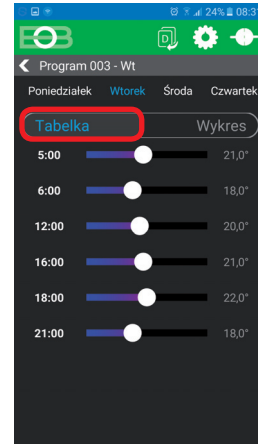 24% 08:3
EOB
D
Program 003 - Wt
Poniedziałek Wtorek Środa Czwartek
Tabelka Wykres
5:00 21,0°
6:00 18,0°
12:00 20,0°
16:00 21,0°
18:00 22,0°
21:00 18,0°